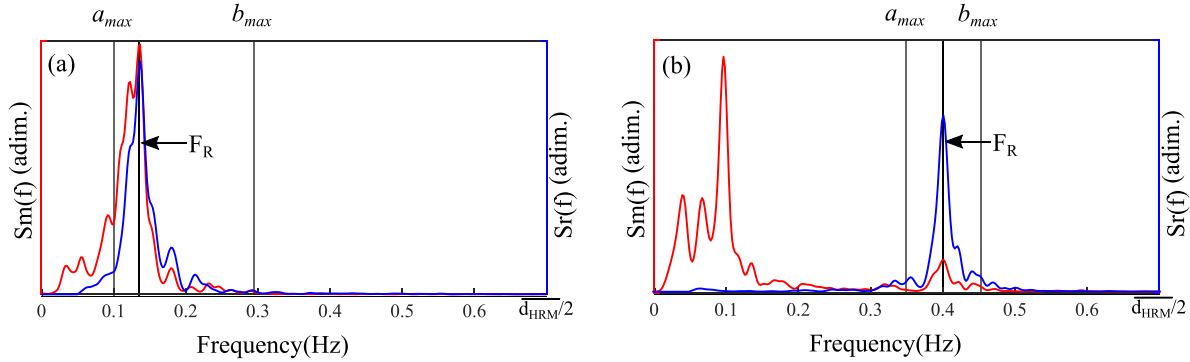 a_max b_max
(a)
F_R
Sm(f) (adim.)
Sr(f) (adim.)
0 0.1 0.2 0.3 0.4 0.5 0.6 d_HRM/2
Frequency(Hz)
a_max b_max
(b)
F_R
Sm(f) (adim.)
Sr(f) (adim.)
0 0.1 0.2 0.3 0.4 0.5 0.6 d_HRM/2
Frequency(Hz)